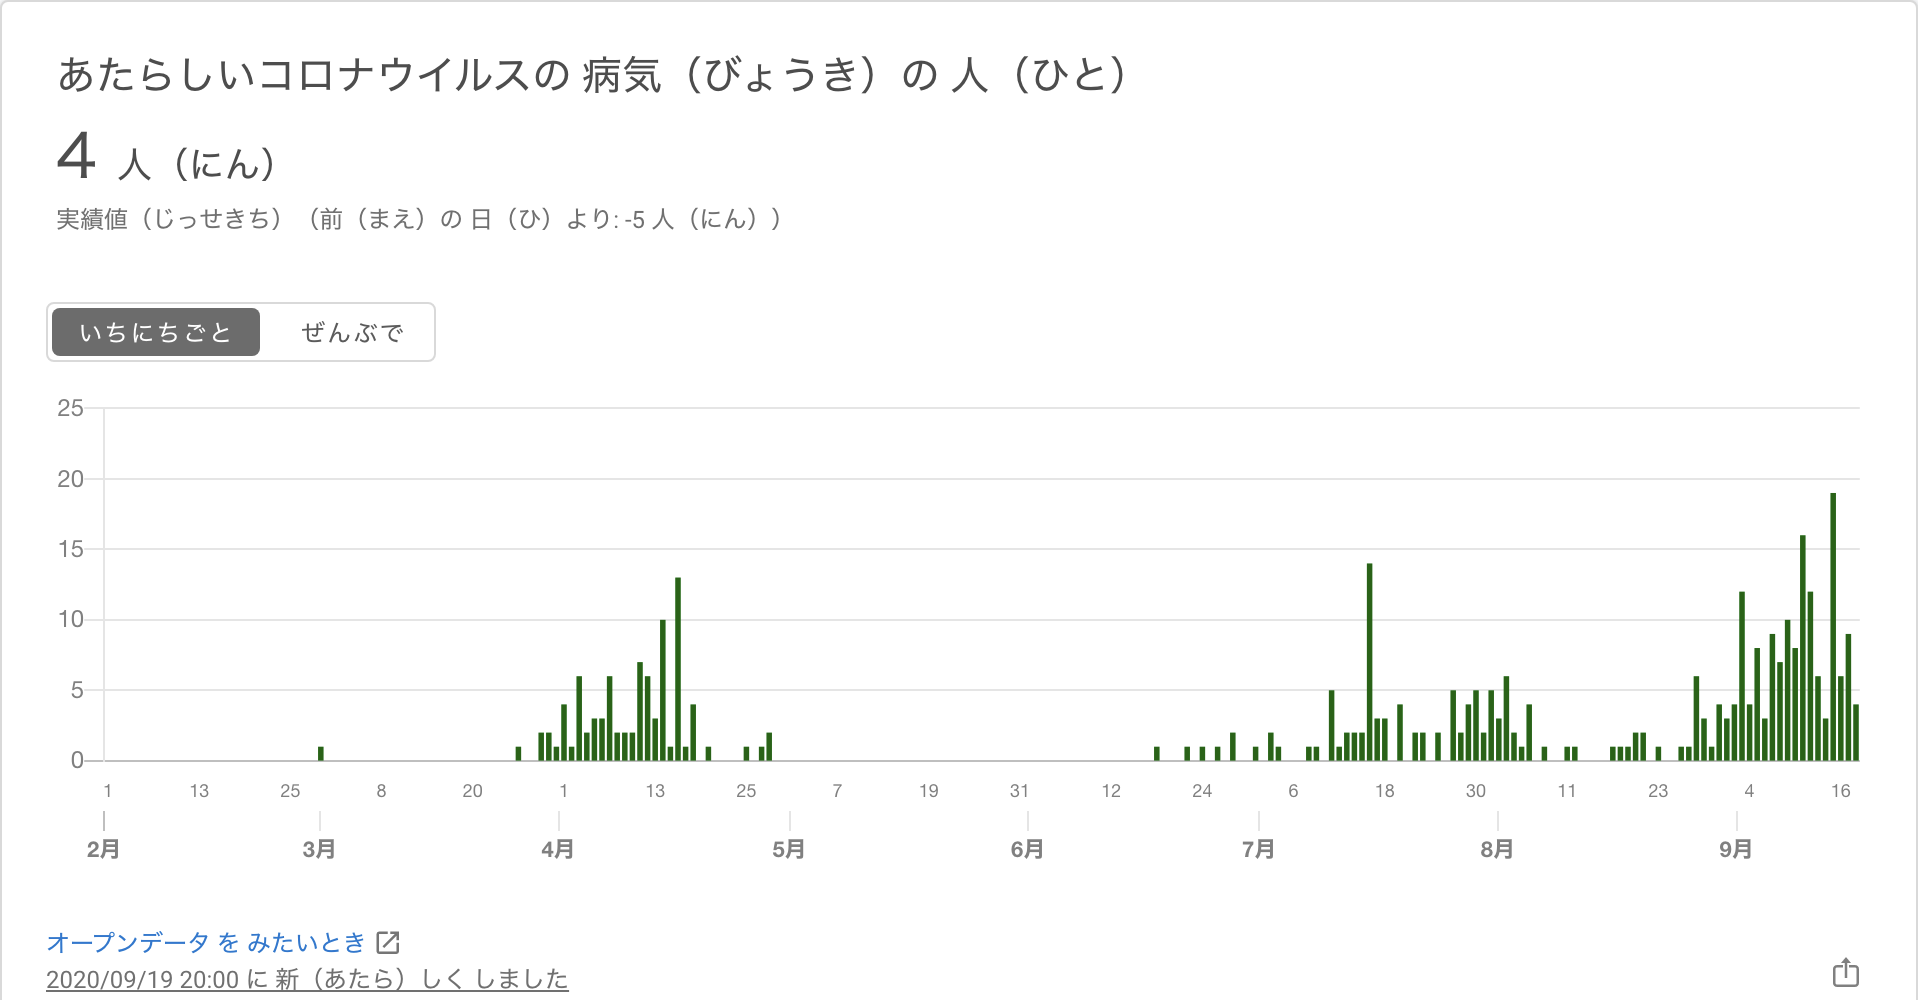 あたらしいコロナウイルスの 病気（びょうき）の 人（ひと）
4 人（にん）
実績値（じっせきち）（前（まえ）の 日（ひ）より: -5 人（にん））
いちにちごと ぜんぶで
25
20
15
10
5
0
1 13 25 8 20 1 13 25 7 19 31 12 24 6 18 30 11 23 4 16
2月 3月 4月 5月 6月 7月 8月 9月
オープンデータ を みたいとき
2020/09/19 20:00 に 新（あたら）しく しました